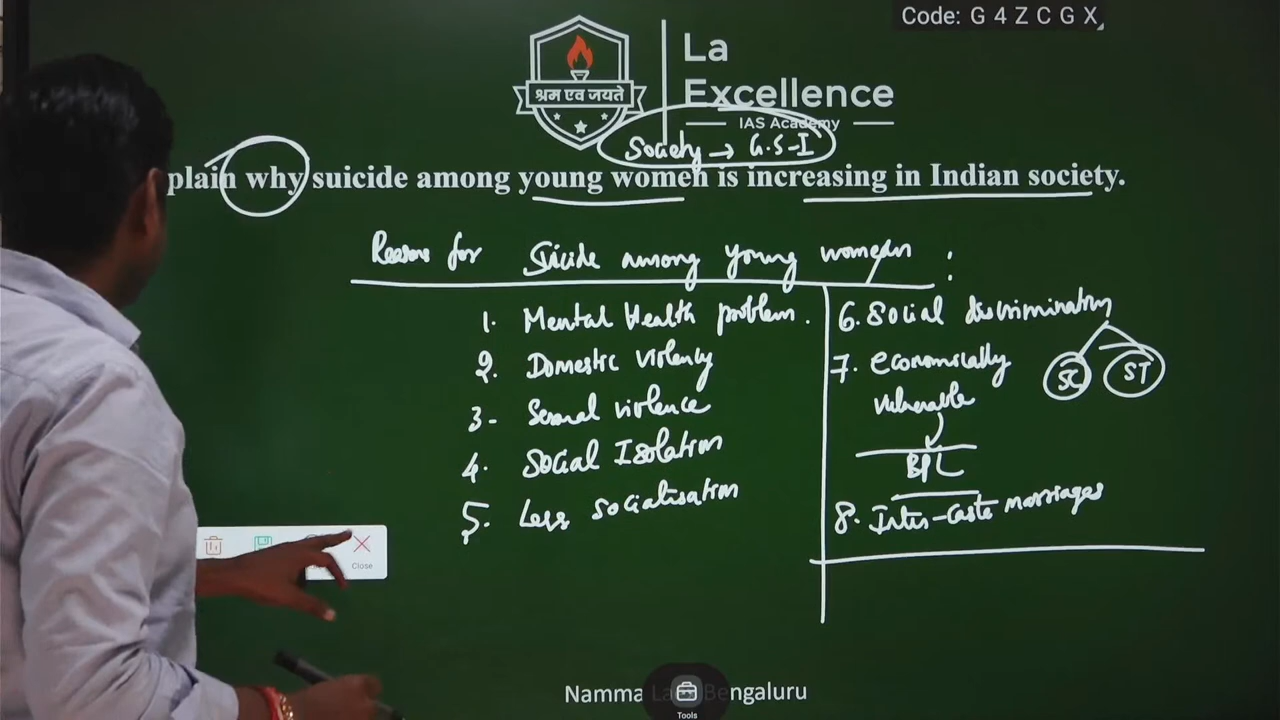 Code: G 4 Z C G X
La
Excellence
IAS Academy
श्रम एव जयते
Society → G.S-I
plain why suicide among young women is increasing in Indian society.
Reasons for Suicide among young women :
1. Mental Health problem.
2. Domestic violency
3- Sexual violence
4. Social Isolation
5. Less socialisation
6. Social discriminatory
SC ST
7. economically
vulnerable
BPL
8. Inter-Caste marriages
Close
Namma Bengaluru
Tools